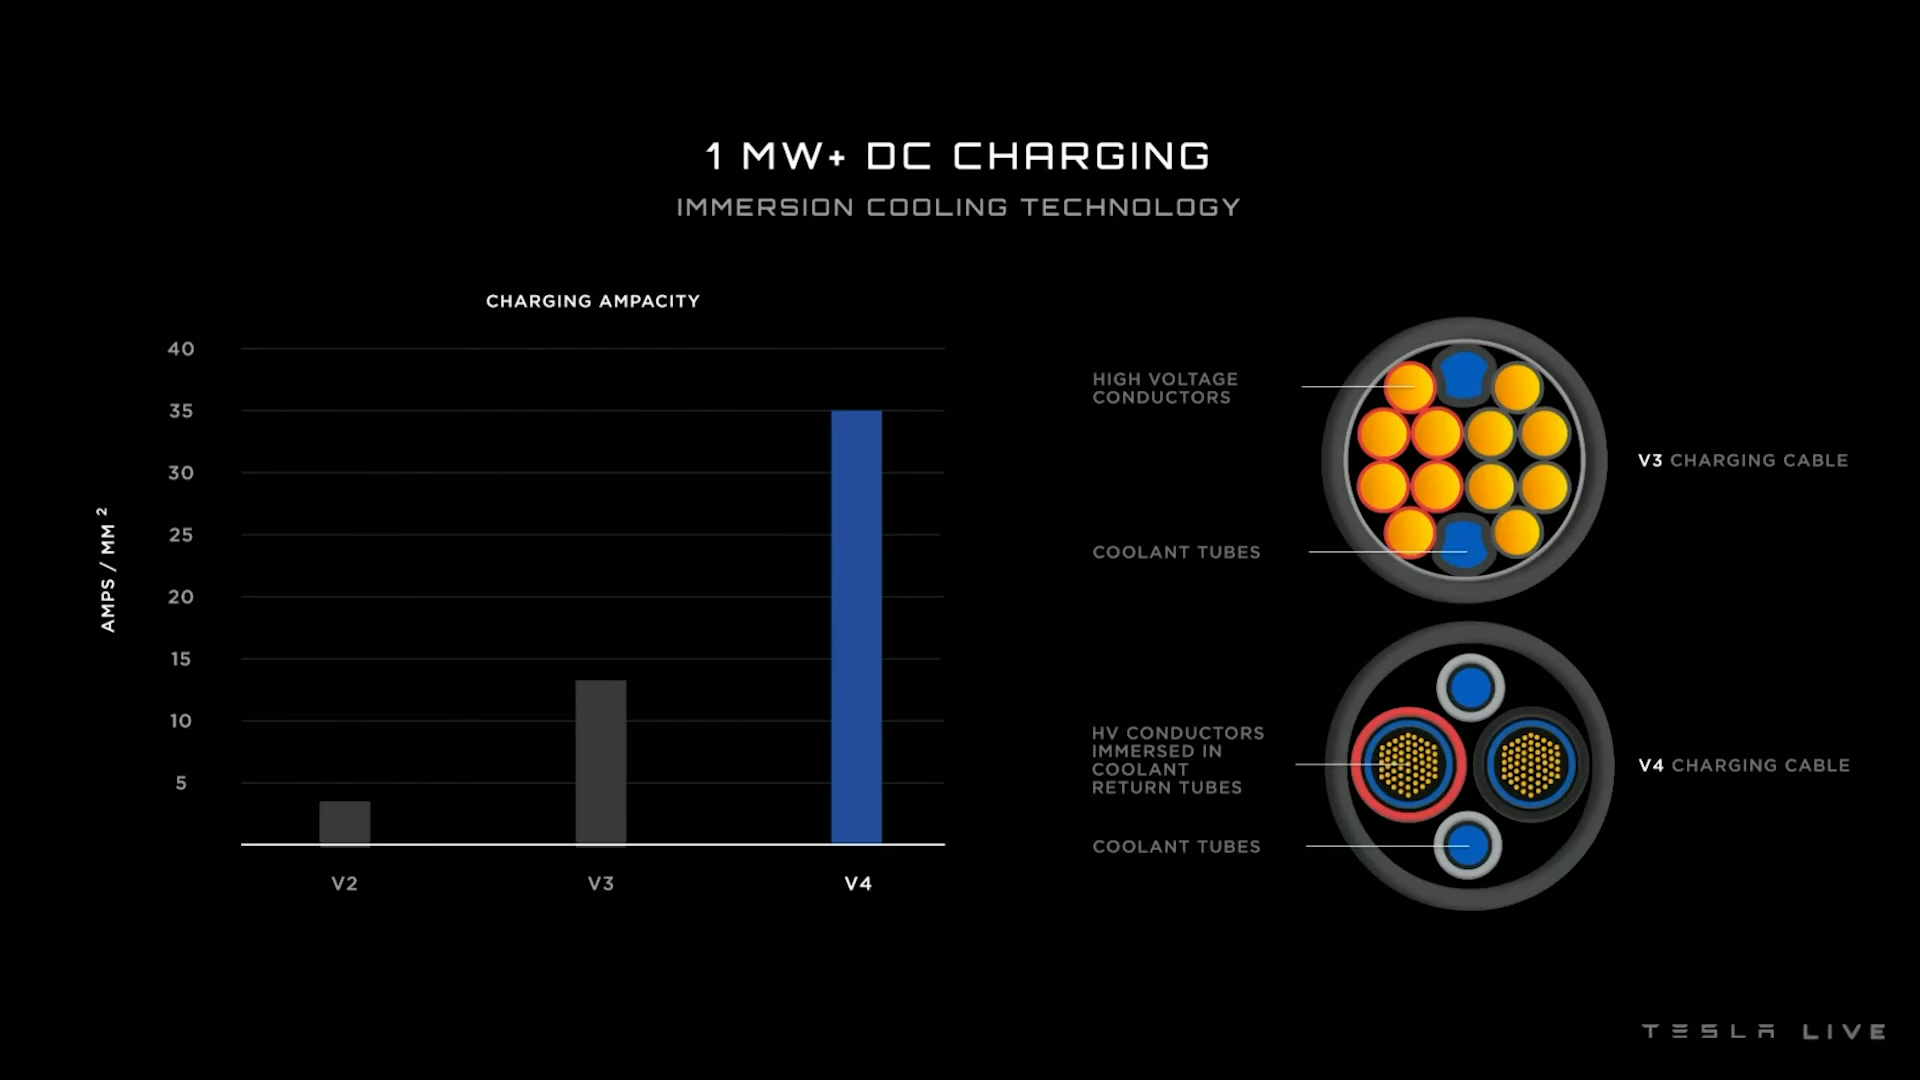 1 MW+ DC CHARGING
IMMERSION COOLING TECHNOLOGY
CHARGING AMPACITY
40
35
30
25
20
15
10
5
AMPS / MM ²
V2
V3
V4
HIGH VOLTAGE
CONDUCTORS
COOLANT TUBES
V3 CHARGING CABLE
HV CONDUCTORS
IMMERSED IN
COOLANT
RETURN TUBES
COOLANT TUBES
V4 CHARGING CABLE
TESLA LIVE